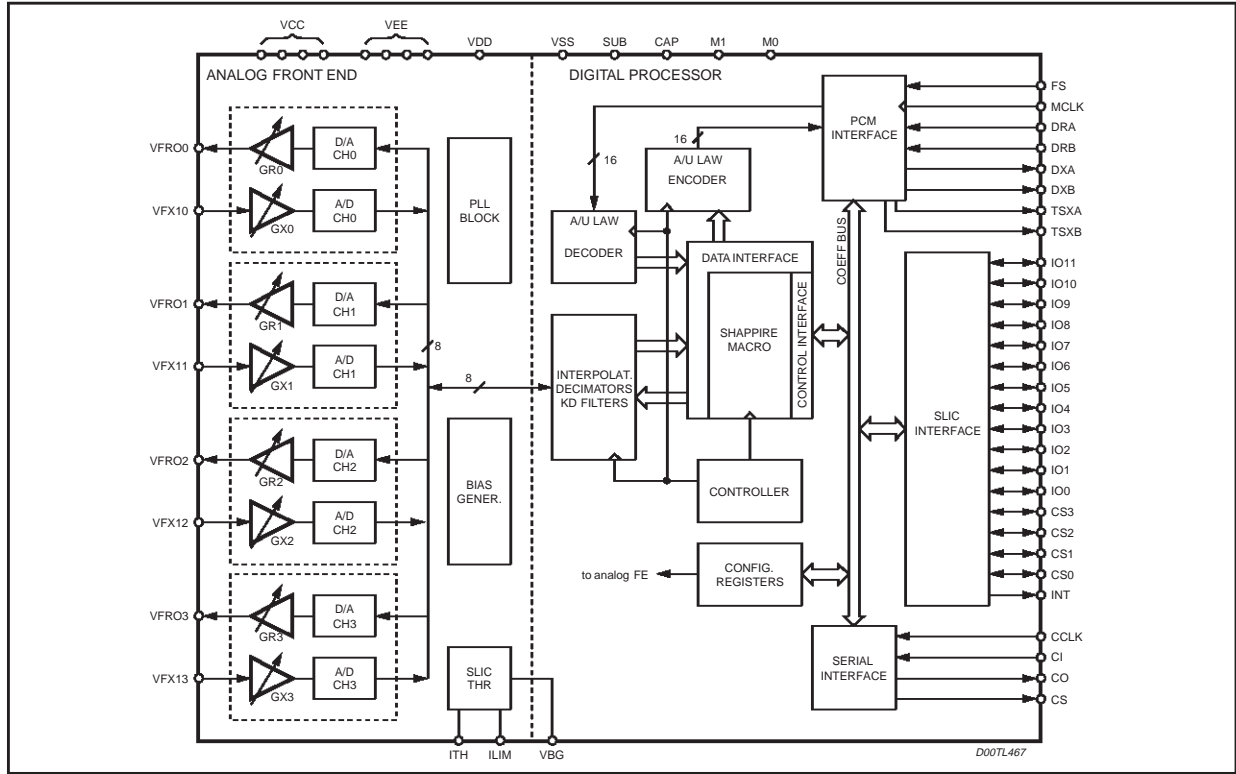 VCC
VEE
VDD
VSS
SUB
CAP
M1
M0
ANALOG FRONT END
DIGITAL PROCESSOR
VFRO0
GR0
D/A
CH0
VFX10
GX0
A/D
CH0
VFRO1
GR1
D/A
CH1
VFX11
GX1
A/D
CH1
VFRO2
GR2
D/A
CH2
VFX12
GX2
A/D
CH2
VFRO3
GR3
D/A
CH3
VFX13
GX3
A/D
CH3
PLL
BLOCK
8
8
BIAS
GENER.
SLIC
THR
ITH
ILIM
VBG
16
16
A/U LAW
ENCODER
A/U LAW
DECODER
PCM
INTERFACE
DATA INTERFACE
SHAPPIRE
MACRO
CONTROL INTERFACE
COEFF BUS
INTERPOLAT.
DECIMATORS
KD FILTERS
CONTROLLER
to analog FE
CONFIG.
REGISTERS
SLIC
INTERFACE
SERIAL
INTERFACE
FS
MCLK
DRA
DRB
DXA
DXB
TSXA
TSXB
IO11
IO10
IO9
IO8
IO7
IO6
IO5
IO4
IO3
IO2
IO1
IO0
CS3
CS2
CS1
CS0
INT
CCLK
CI
CO
CS
D00TL467